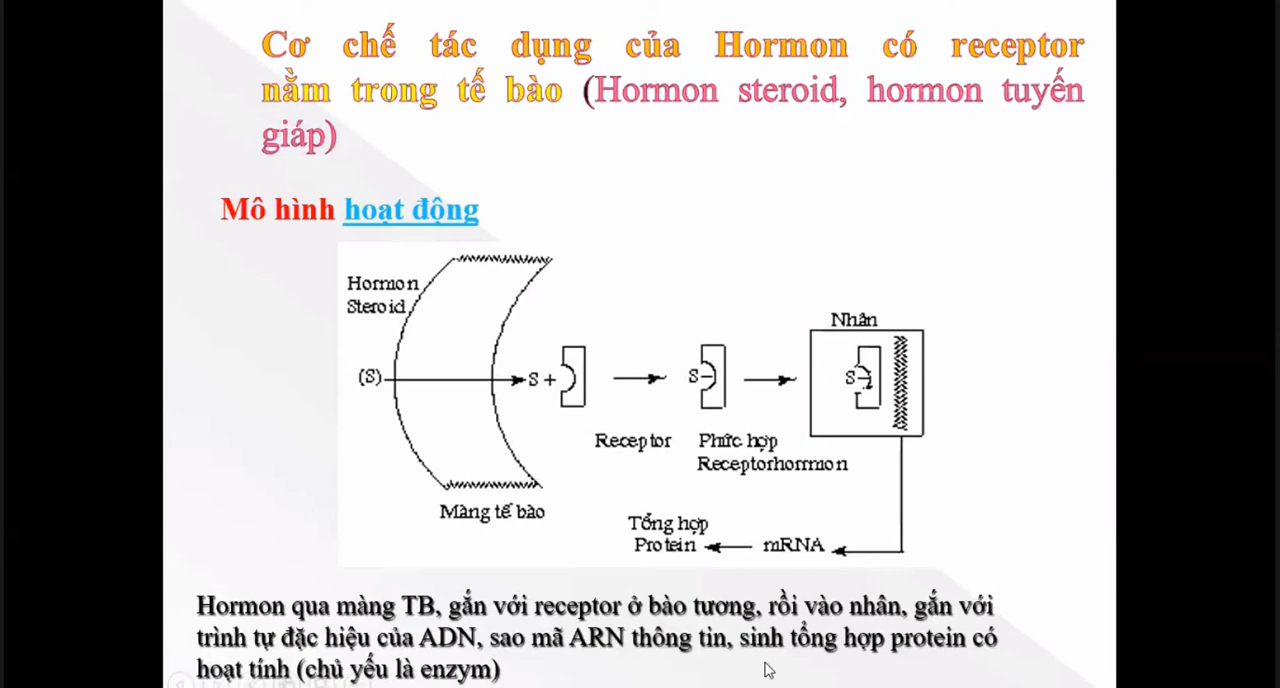 Cơ chế tác dụng của Hormon có receptor
nằm trong tế bào (Hormon steroid, hormon tuyến
giáp)
Mô hình hoạt động
Hormon
Steroid
Nhân
(S)
S +
S
S
Receptor
Phức hợp
Receptorhormon
Màng tế bào
Tổng hợp
Protein
mRNA
Hormon qua màng TB, gắn với receptor ở bào tương, rồi vào nhân, gắn với
trình tự đặc hiệu của ADN, sao mã ARN thông tin, sinh tổng hợp protein có
hoạt tính (chủ yếu là enzym)